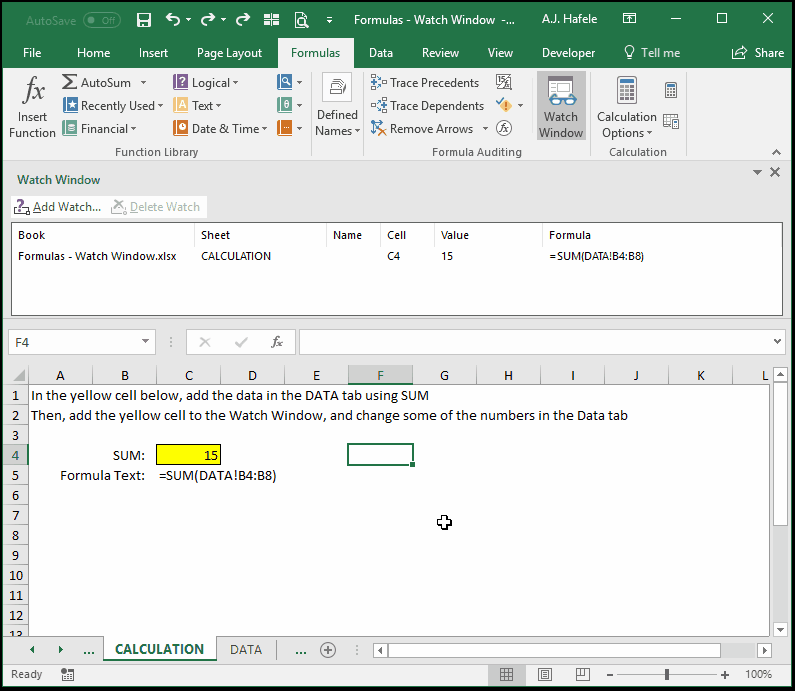 AutoSave Off Formulas - Watch Window -... A.J. Hafele
File Home Insert Page Layout Formulas Data Review View Developer Tell me Share
fx Insert Function
AutoSum Logical
Recently Used Text
Financial Date & Time
Function Library
Defined Names
Trace Precedents
Trace Dependents
Remove Arrows
fx
Formula Auditing
Watch Window
Calculation Options
Calculation
Watch Window
Add Watch... Delete Watch
Book Sheet Name Cell Value Formula
Formulas - Watch Window.xlsx CALCULATION C4 15 =SUM(DATA!B4:B8)
F4 fx
A B C D E F G H I J K L
1 In the yellow cell below, add the data in the DATA tab using SUM
2 Then, add the yellow cell to the Watch Window, and change some of the numbers in the Data tab
3
4 SUM: 15
5 Formula Text: =SUM(DATA!B4:B8)
6
7
8
9
10
11
12
13
... CALCULATION DATA ...
Ready 100%